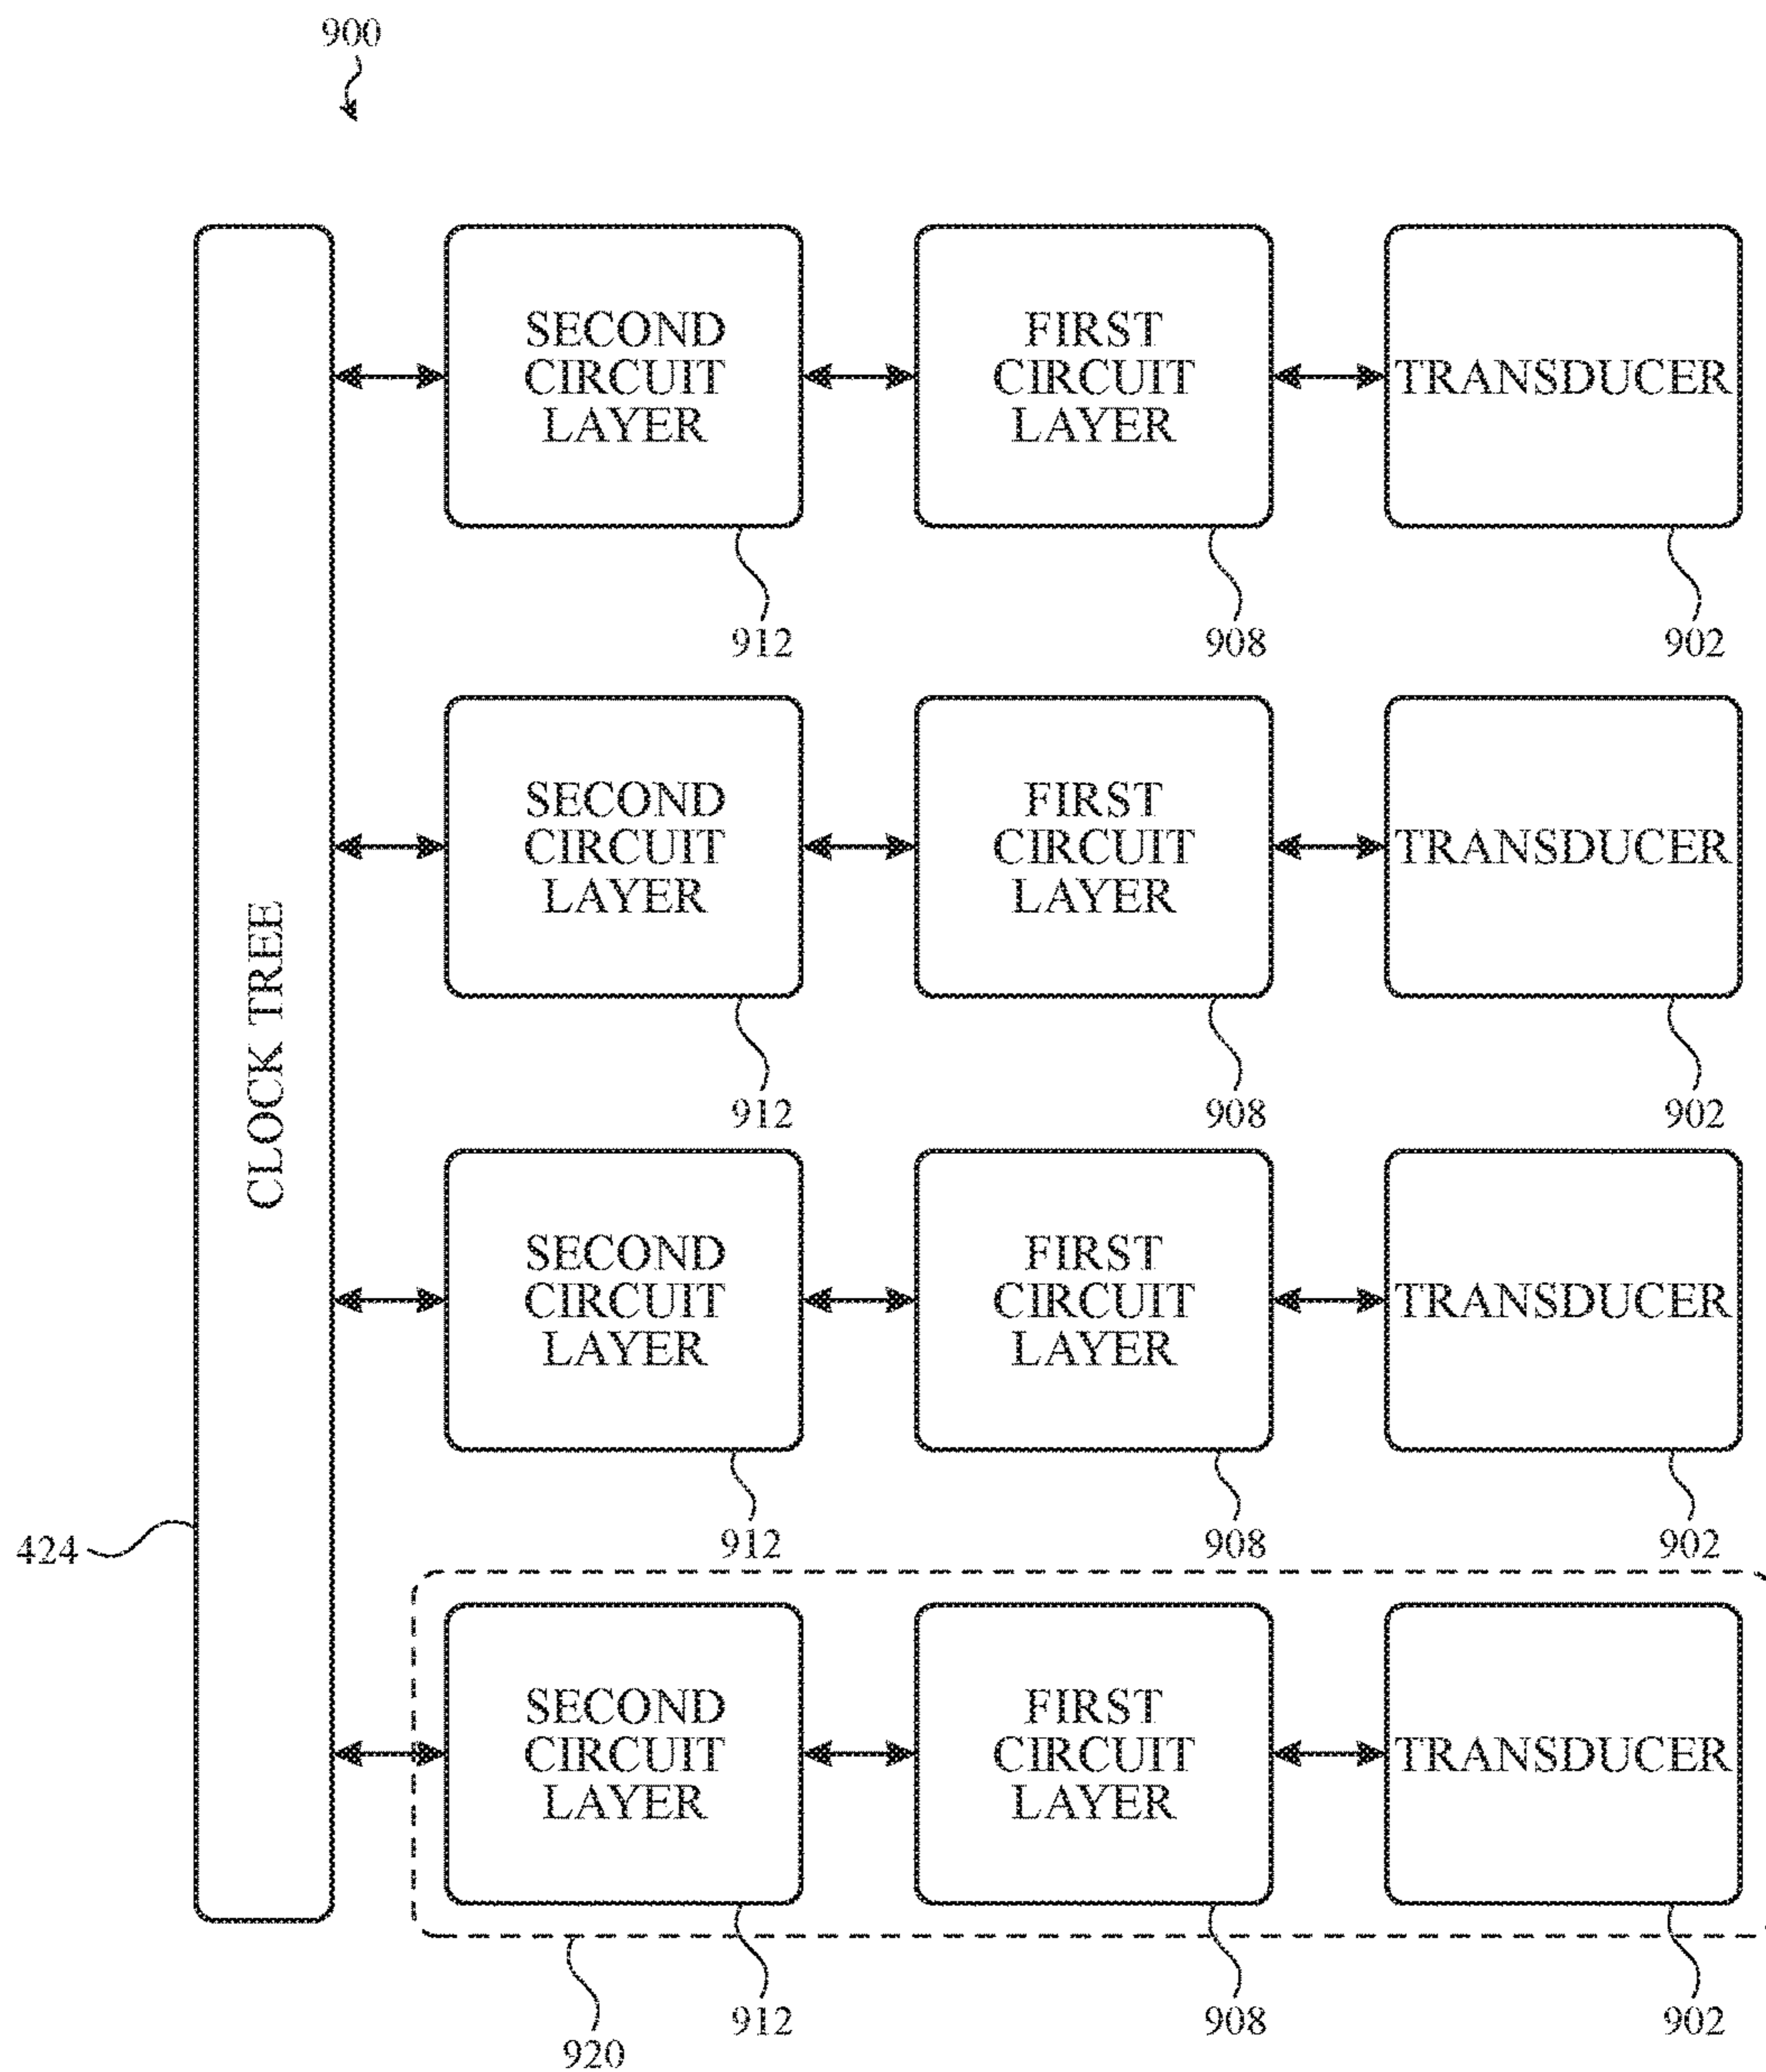 900
SECOND
CIRCUIT
LAYER
FIRST
CIRCUIT
LAYER
TRANSDUCER
912
908
902
SECOND
CIRCUIT
LAYER
FIRST
CIRCUIT
LAYER
TRANSDUCER
912
908
902
CLOCK TREE
SECOND
CIRCUIT
LAYER
FIRST
CIRCUIT
LAYER
TRANSDUCER
424
912
908
902
SECOND
CIRCUIT
LAYER
FIRST
CIRCUIT
LAYER
TRANSDUCER
920
912
908
902